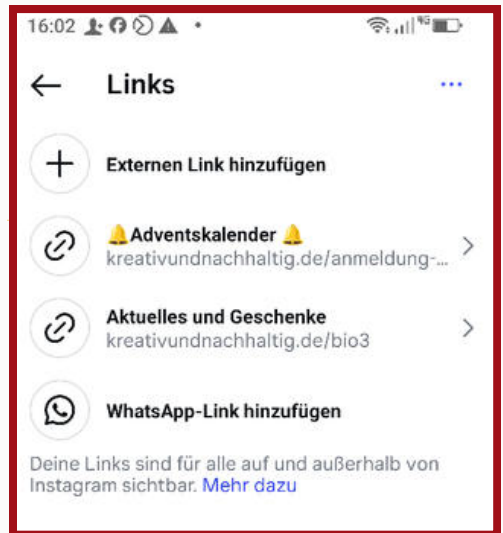 16:02
4G
Links
Externen Link hinzufügen
🔔Adventskalender 🔔
kreativundnachhaltig.de/anmeldung-...
Aktuelles und Geschenke
kreativundnachhaltig.de/bio3
WhatsApp-Link hinzufügen
Deine Links sind für alle auf und außerhalb von
Instagram sichtbar. Mehr dazu